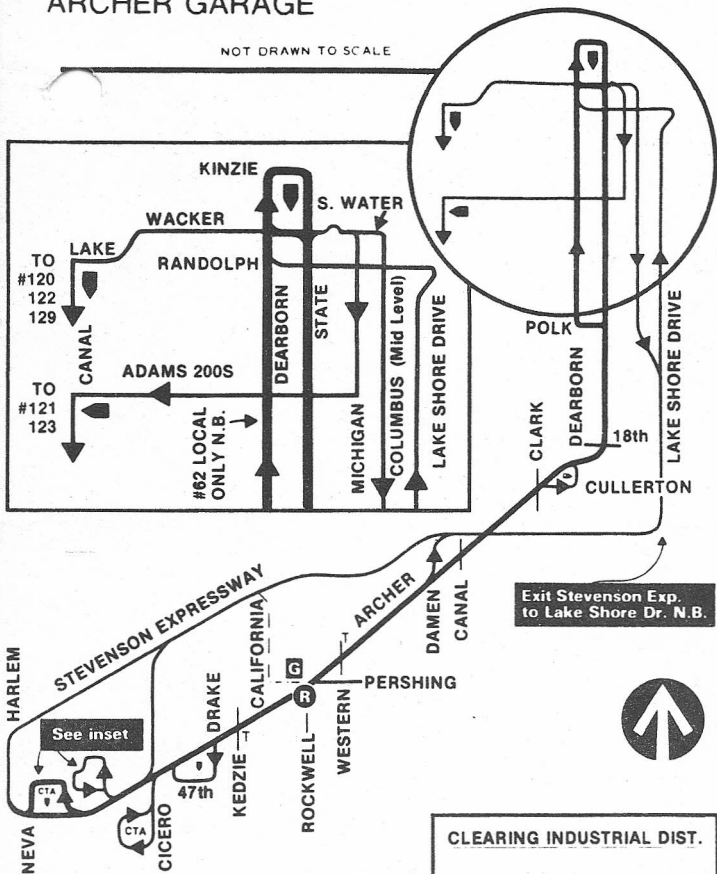 ARCHER GARAGE
NOT DRAWN TO SCALE
KINZIE
S. WATER
WACKER
LAKE
TO
#120
122
129
RANDOLPH
CANAL
DEARBORN
STATE
ADAMS 200S
TO
#121
123
#62 LOCAL
ONLY N.B.
MICHIGAN
COLUMBUS (Mid Level)
LAKE SHORE DRIVE
POLK
DEARBORN
LAKE SHORE DRIVE
CLARK
18th
CULLERTON
Exit Stevenson Exp.
to Lake Shore Dr. N.B.
STEVENSON EXPRESSWAY
ARCHER
DAMEN
CANAL
CALIFORNIA
HARLEM
G
R
PERSHING
T
WESTERN
DRAKE
See inset
T
KEDZIE
ROCKWELL
47th
CTA
CTA
CICERO
NEVA
CLEARING INDUSTRIAL DIST.